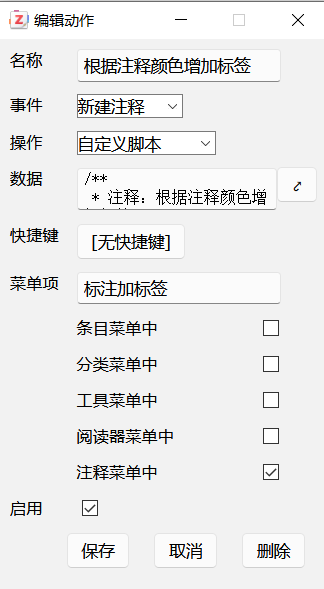 编辑动作
名称 根据注释颜色增加标签
事件 新建注释
操作 自定义脚本
数据 /**
* 注释：根据注释颜色增
快捷键 [无快捷键]
菜单项 标注加标签
条目菜单中
分类菜单中
工具菜单中
阅读器菜单中
注释菜单中
启用
保存 取消 删除